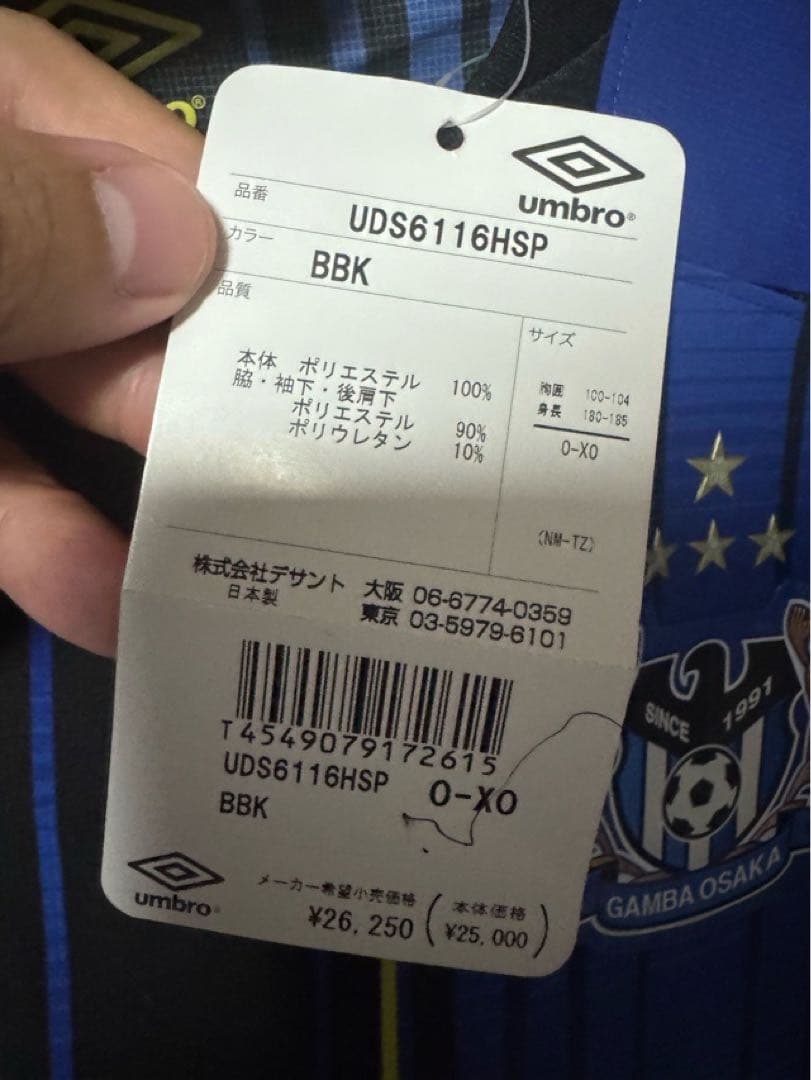 umbro®
品番
UDS6116HSP
カラー
BBK
品質
サイズ
本体 ポリエステル 100%
脇・袖下・後肩下
ポリエステル 90%
ポリウレタン 10%
胸囲 100-104
身長 180-185
O-XO
(NM-TZ)
株式会社デサント 大阪 06-6774-0359
日本製 東京 03-5979-6101
T4549079172615
UDS6116HSP O-XO
BBK
umbro®
メーカー希望小売価格 (本体価格
¥26,250 ¥25,000)
SINCE 1991
GAMBA OSAKA